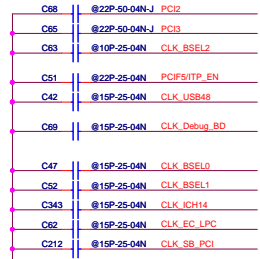 C68 @22P-50-04N-J PCI2
C65 @22P-50-04N-J PCI3
C63 @10P-25-04N CLK_BSEL2
C51 @22P-25-04N PCIF5/ITP_EN
C42 @15P-25-04N CLK_USB48
C69 @15P-25-04N CLK_Debug_BD
C47 @15P-25-04N CLK_BSEL0
C52 @15P-25-04N CLK_BSEL1
C343 @15P-25-04N CLK_ICH14
C62 @15P-25-04N CLK_EC_LPC
C212 @15P-25-04N CLK_SB_PCI